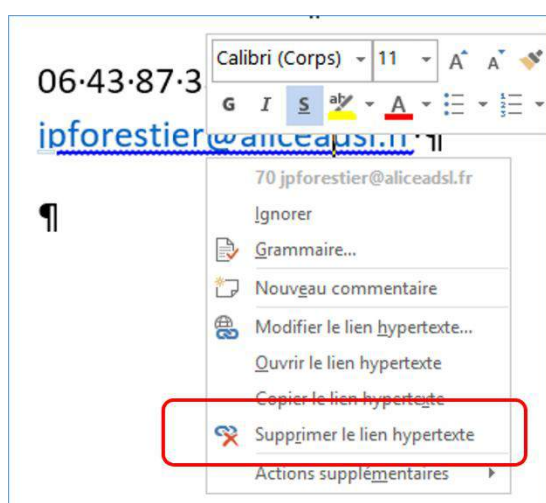 Calibri (Corps) 11 A A
06·43·87·3
G I S ab A
jpforestier@aliceadsl.fr·¶
70 jpforestier@aliceadsl.fr
¶
Ignorer
Grammaire...
Nouveau commentaire
Modifier le lien hypertexte...
Ouvrir le lien hypertexte
Copier le lien hypertexte
Supprimer le lien hypertexte
Actions supplémentaires